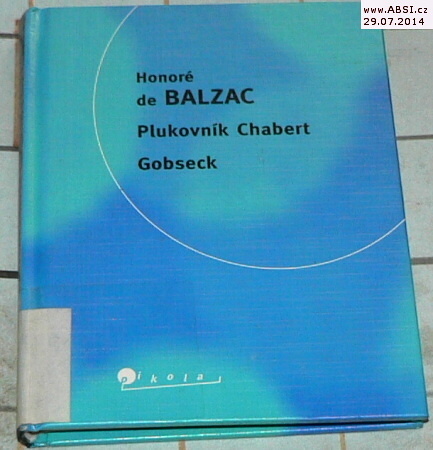 www.ABSI.cz
29.07.2014
Honoré
de BALZAC
Plukovník Chabert
Gobseck
pikola